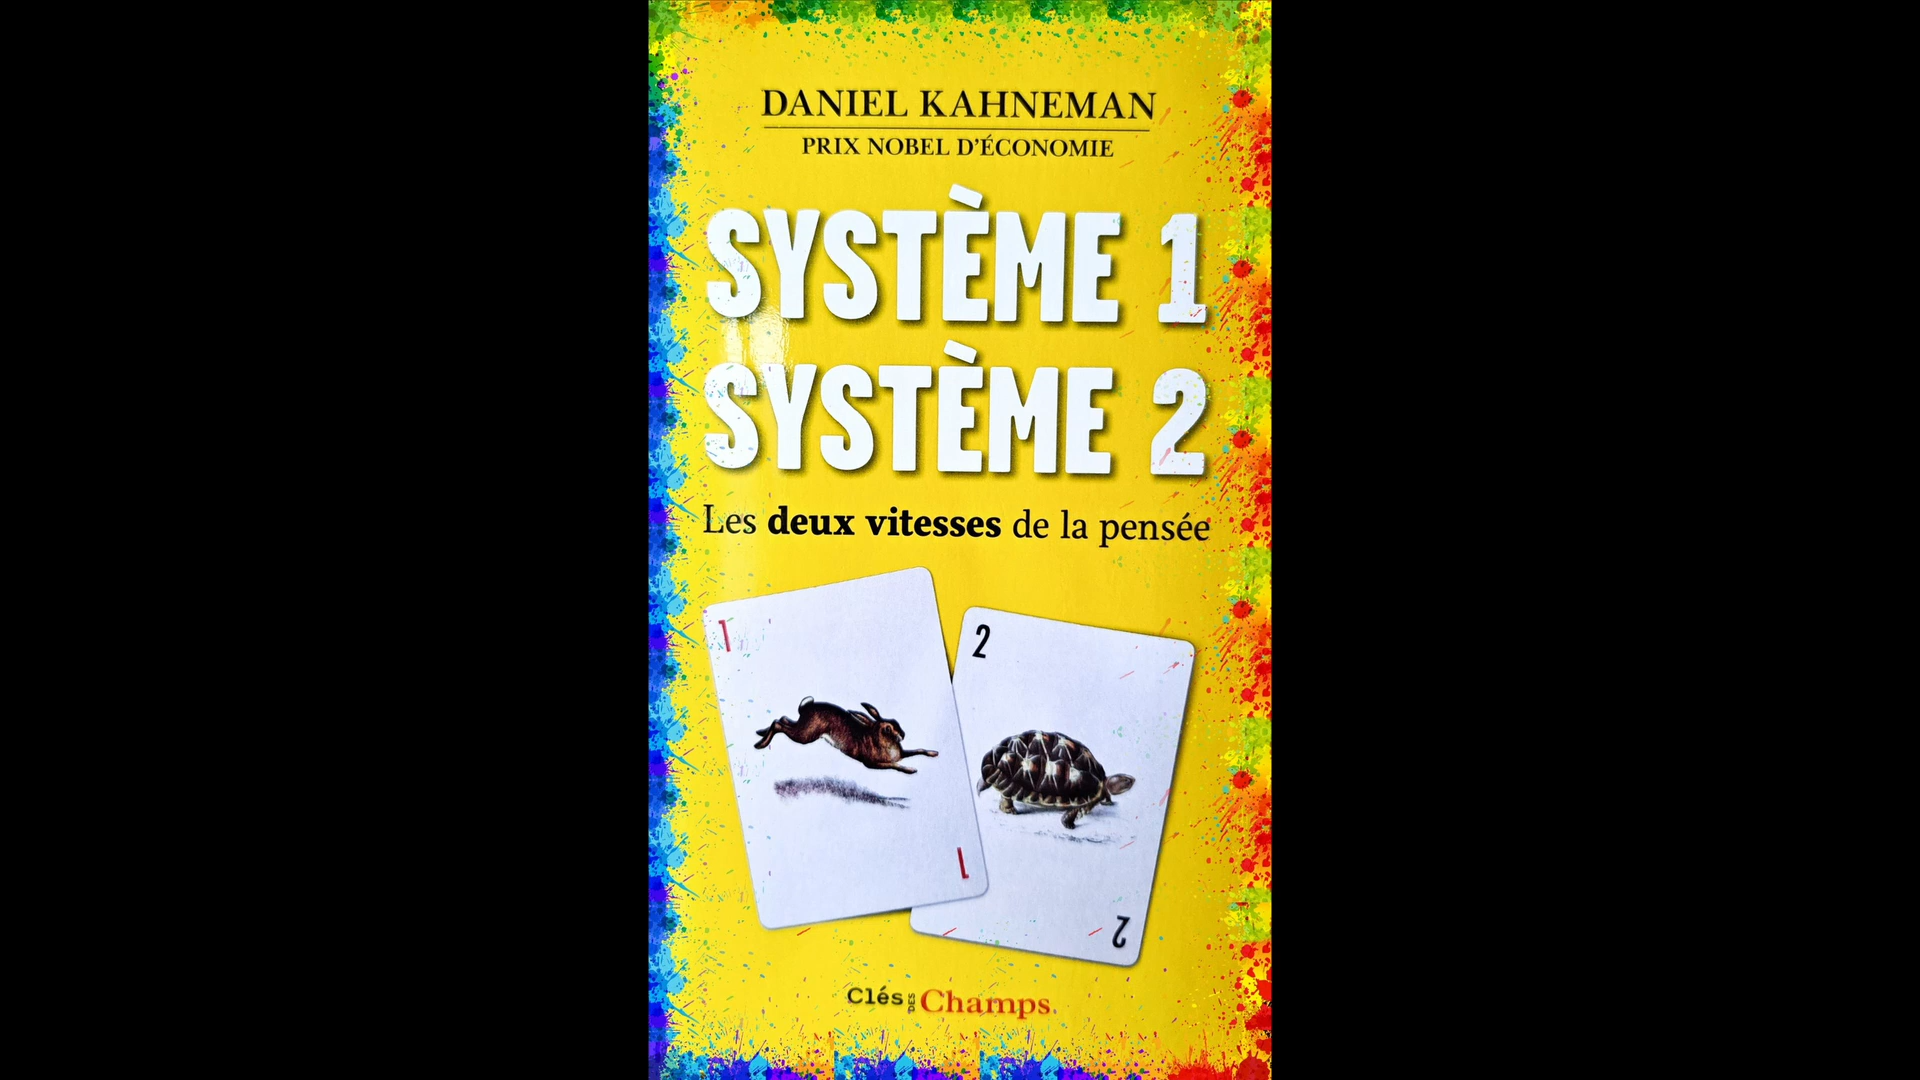 DANIEL KAHNEMAN
PRIX NOBEL D'ÉCONOMIE
SYSTÈME 1
SYSTÈME 2
Les deux vitesses de la pensée
1
2
1
2
Clés DES Champs